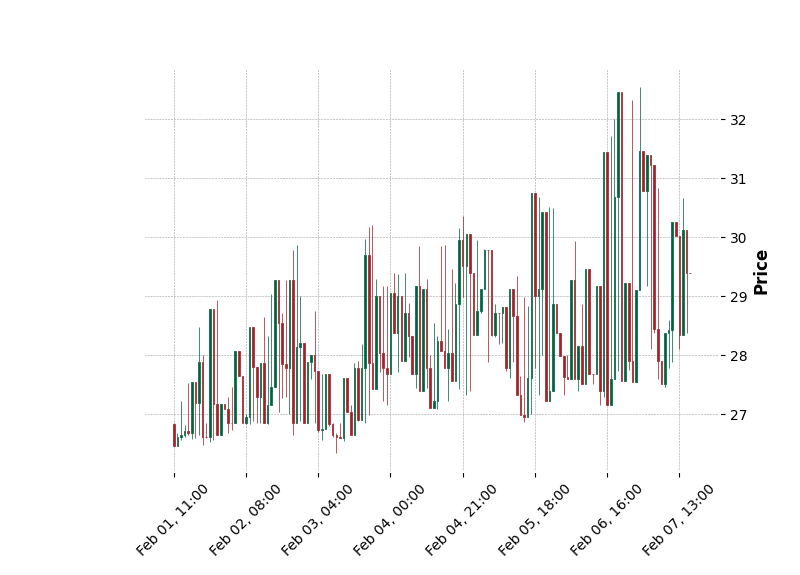 32
31
30
29
28
27
Price
Feb 01, 11:00
Feb 02, 08:00
Feb 03, 04:00
Feb 04, 00:00
Feb 04, 21:00
Feb 05, 18:00
Feb 06, 16:00
Feb 07, 13:00